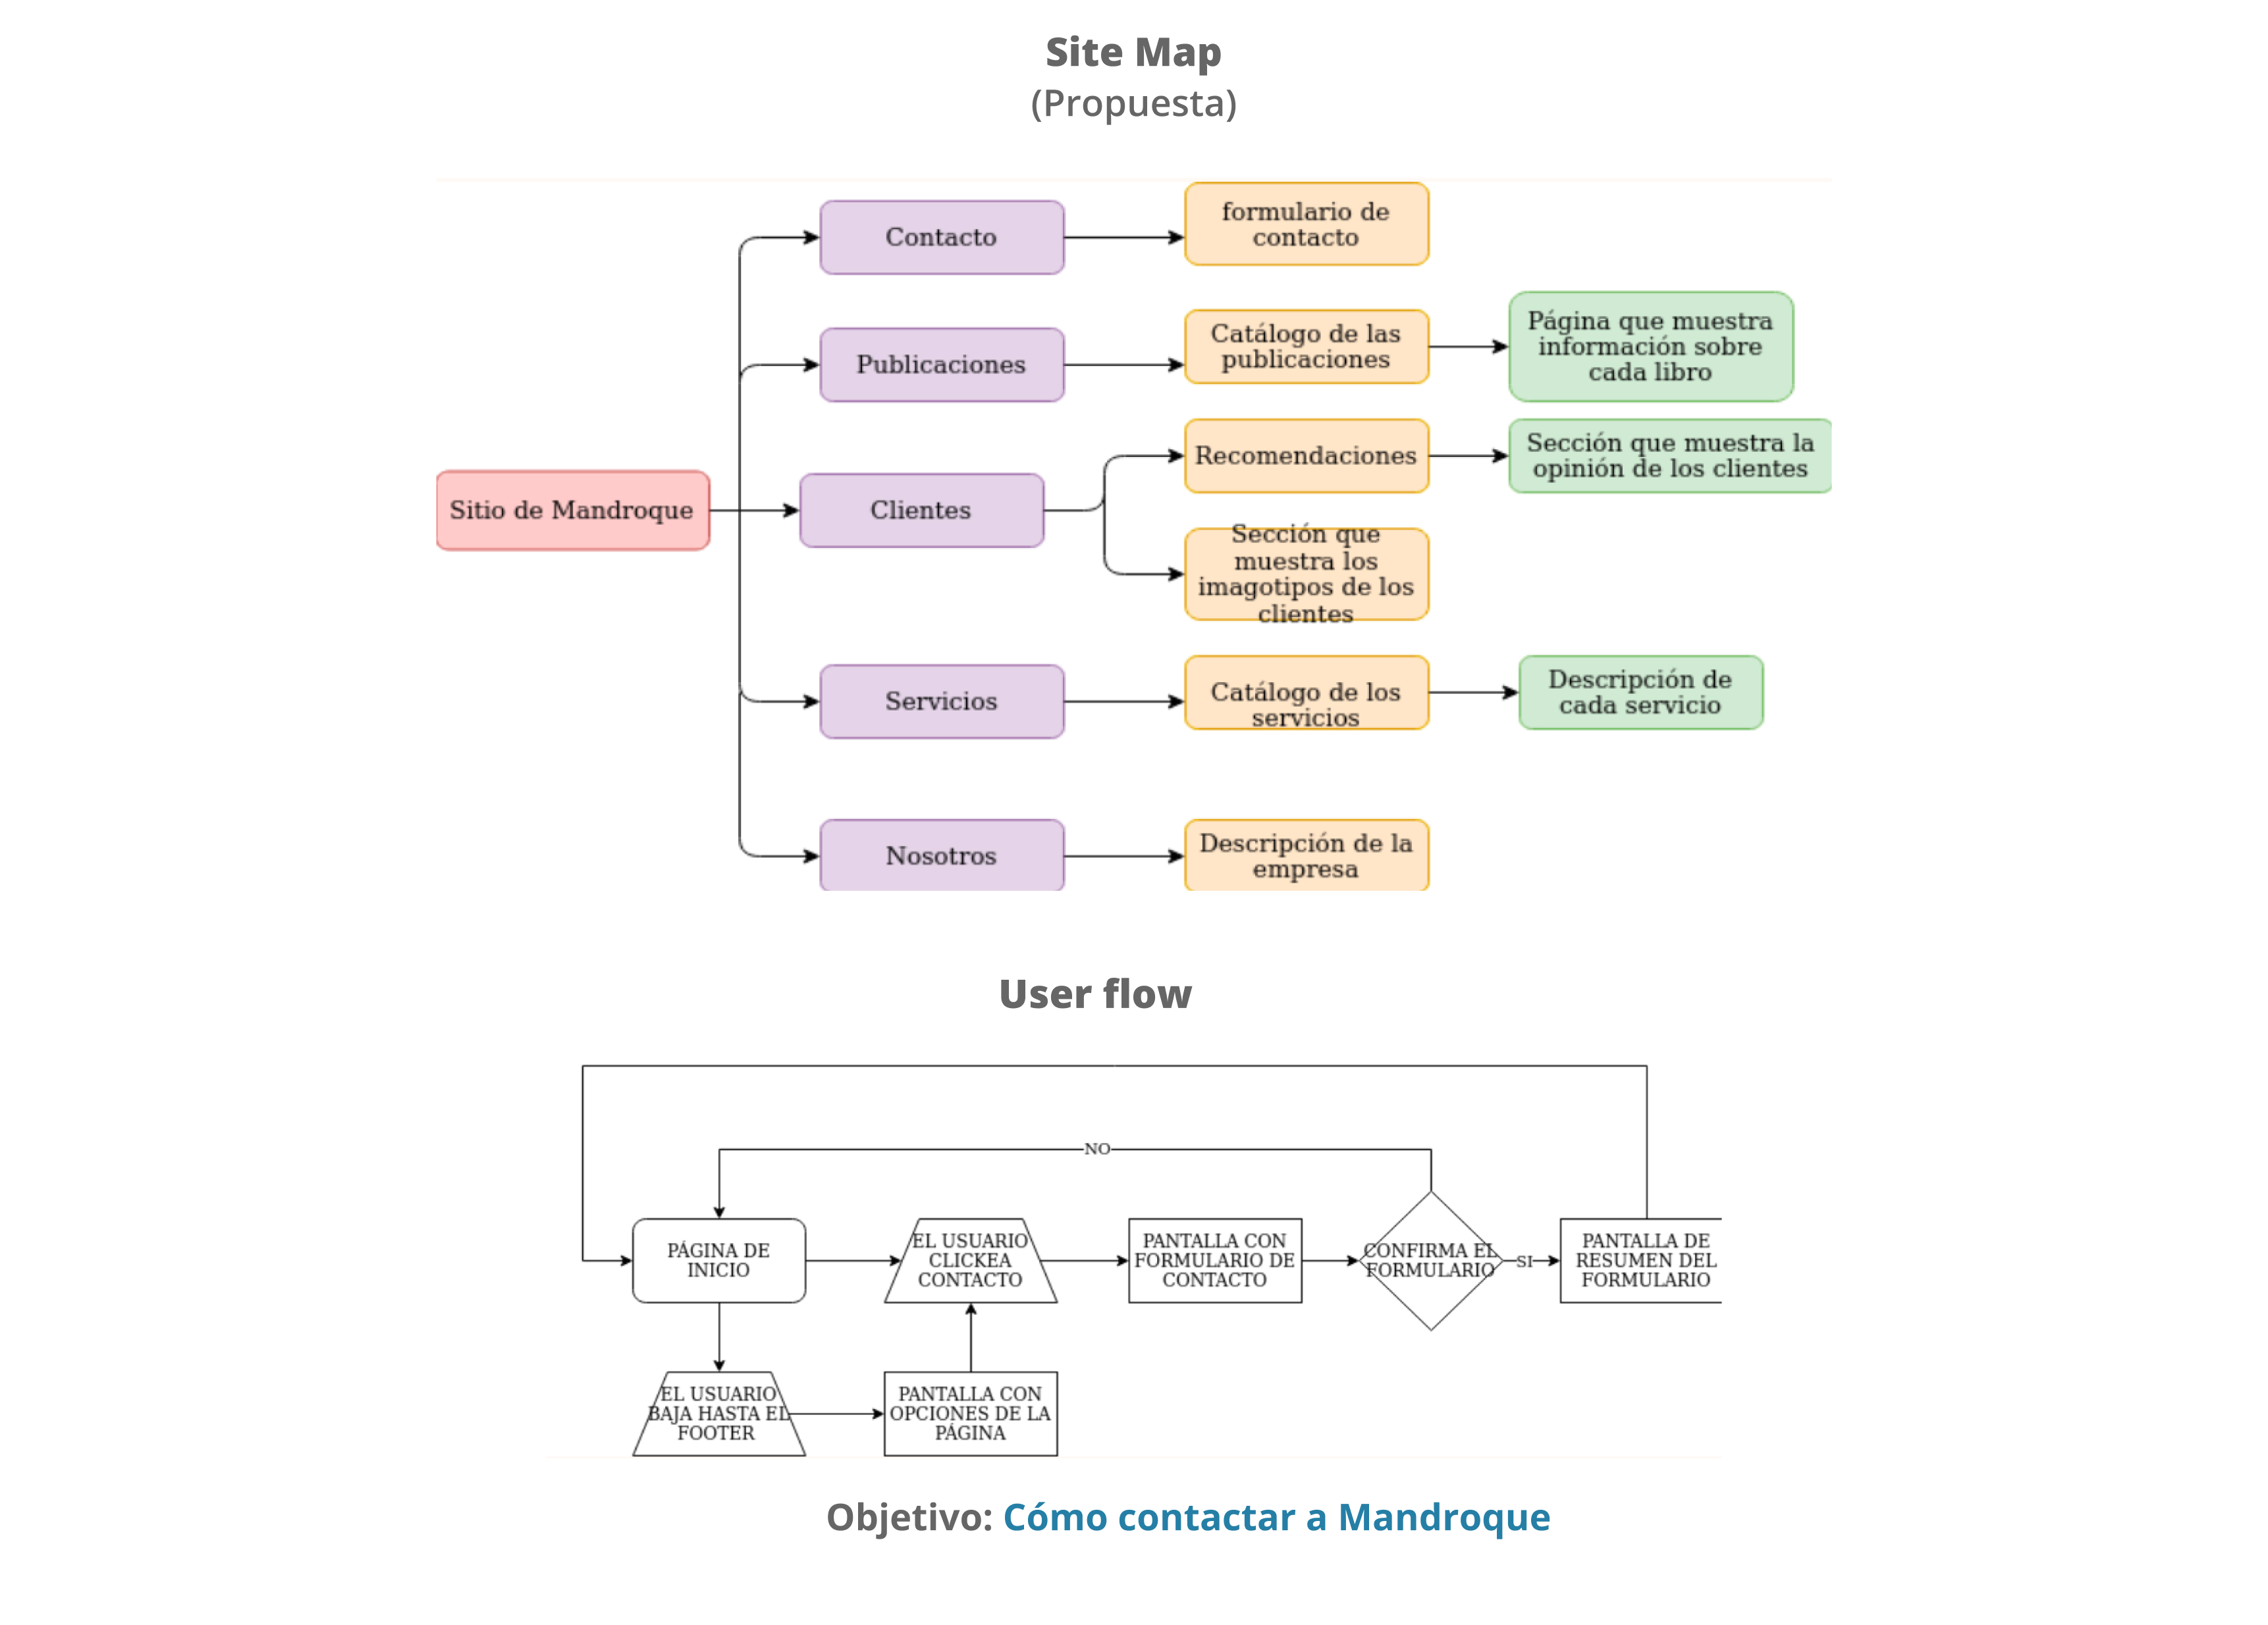 Site Map
(Propuesta)
formulario de
contacto
Contacto
Página que muestra
información sobre
cada libro
Catálogo de las
publicaciones
Publicaciones
Recomendaciones
Sección que muestra la
opinión de los clientes
Sitio de Mandroque
Clientes
Sección que
muestra los
imagotipos de los
clientes
Servicios
Catálogo de los
servicios
Descripción de
cada servicio
Nosotros
Descripción de la
empresa
User flow
NO
PÁGINA DE
INICIO
EL USUARIO
CLICKEA
CONTACTO
PANTALLA CON
FORMULARIO DE
CONTACTO
CONFIRMA EL
FORMULARIO
SI
PANTALLA DE
RESUMEN DEL
FORMULARIO
EL USUARIO
BAJA HASTA EL
FOOTER
PANTALLA CON
OPCIONES DE LA
PÁGINA
Objetivo: Cómo contactar a Mandroque